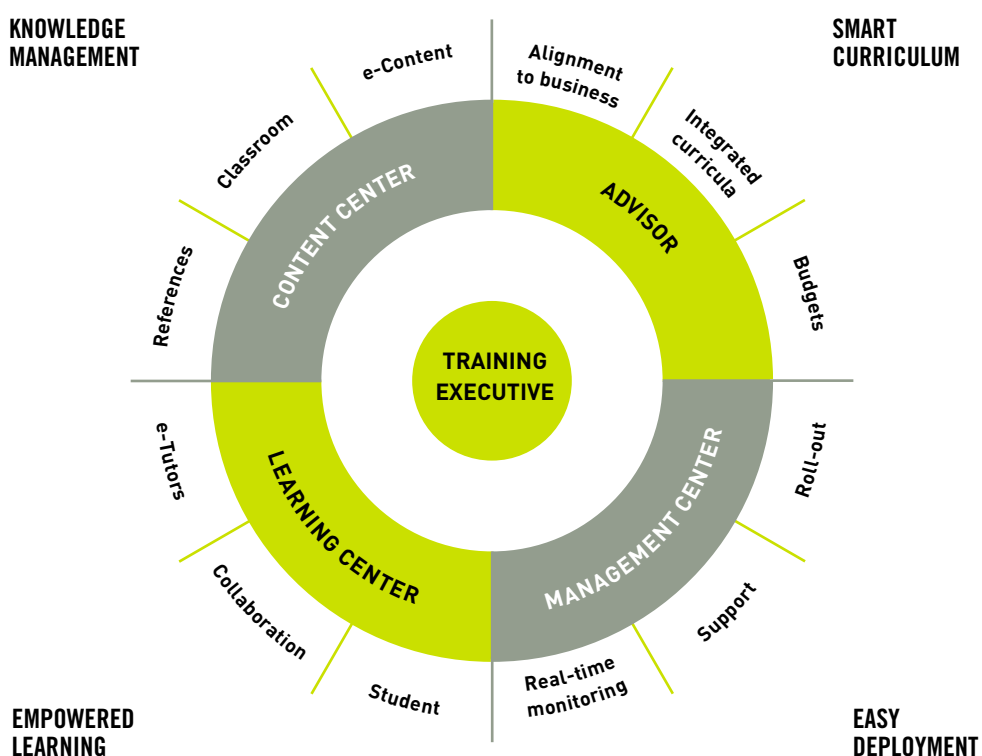 KNOWLEDGE
MANAGEMENT
SMART
CURRICULUM
e-Content
Alignment
to business
Classroom
Integrated
curricula
CONTENT CENTER
ADVISOR
References
Budgets
TRAINING
EXECUTIVE
e-Tutors
Roll-out
LEARNING CENTER
MANAGEMENT CENTER
Collaboration
Support
Student
Real-time
monitoring
EMPOWERED
LEARNING
EASY
DEPLOYMENT